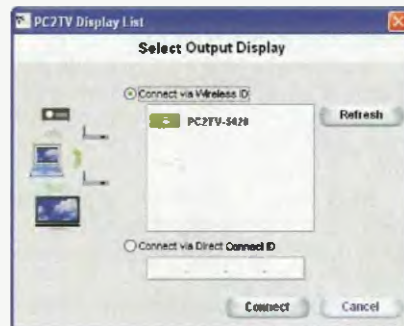 PC2TV Display List
Select Output Display
Connect via Wireless ID
PC2TV-5428
Refresh
Connect via Direct Connect ID
Connect
Cancel